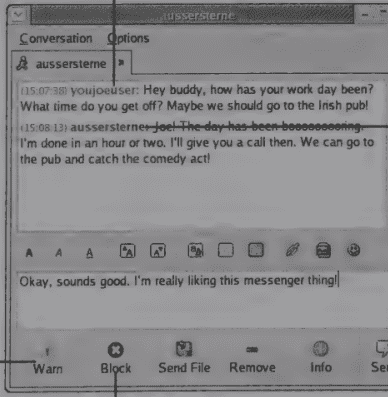 aussersterne
Conversation Options
aussersterne
(15:07:38) youjoeuser: Hey buddy, how has your work day been?
What time do you get off? Maybe we should go to the Irish pub!
(15:08:13) aussersterne: Joe! The day has been booooooooring.
I'm done in an hour or two. I'll give you a call then. We can go to
the pub and catch the comedy act!
A A A
Okay, sounds good. I'm really liking this messenger thing!
Warn Block Send File Remove Info Se